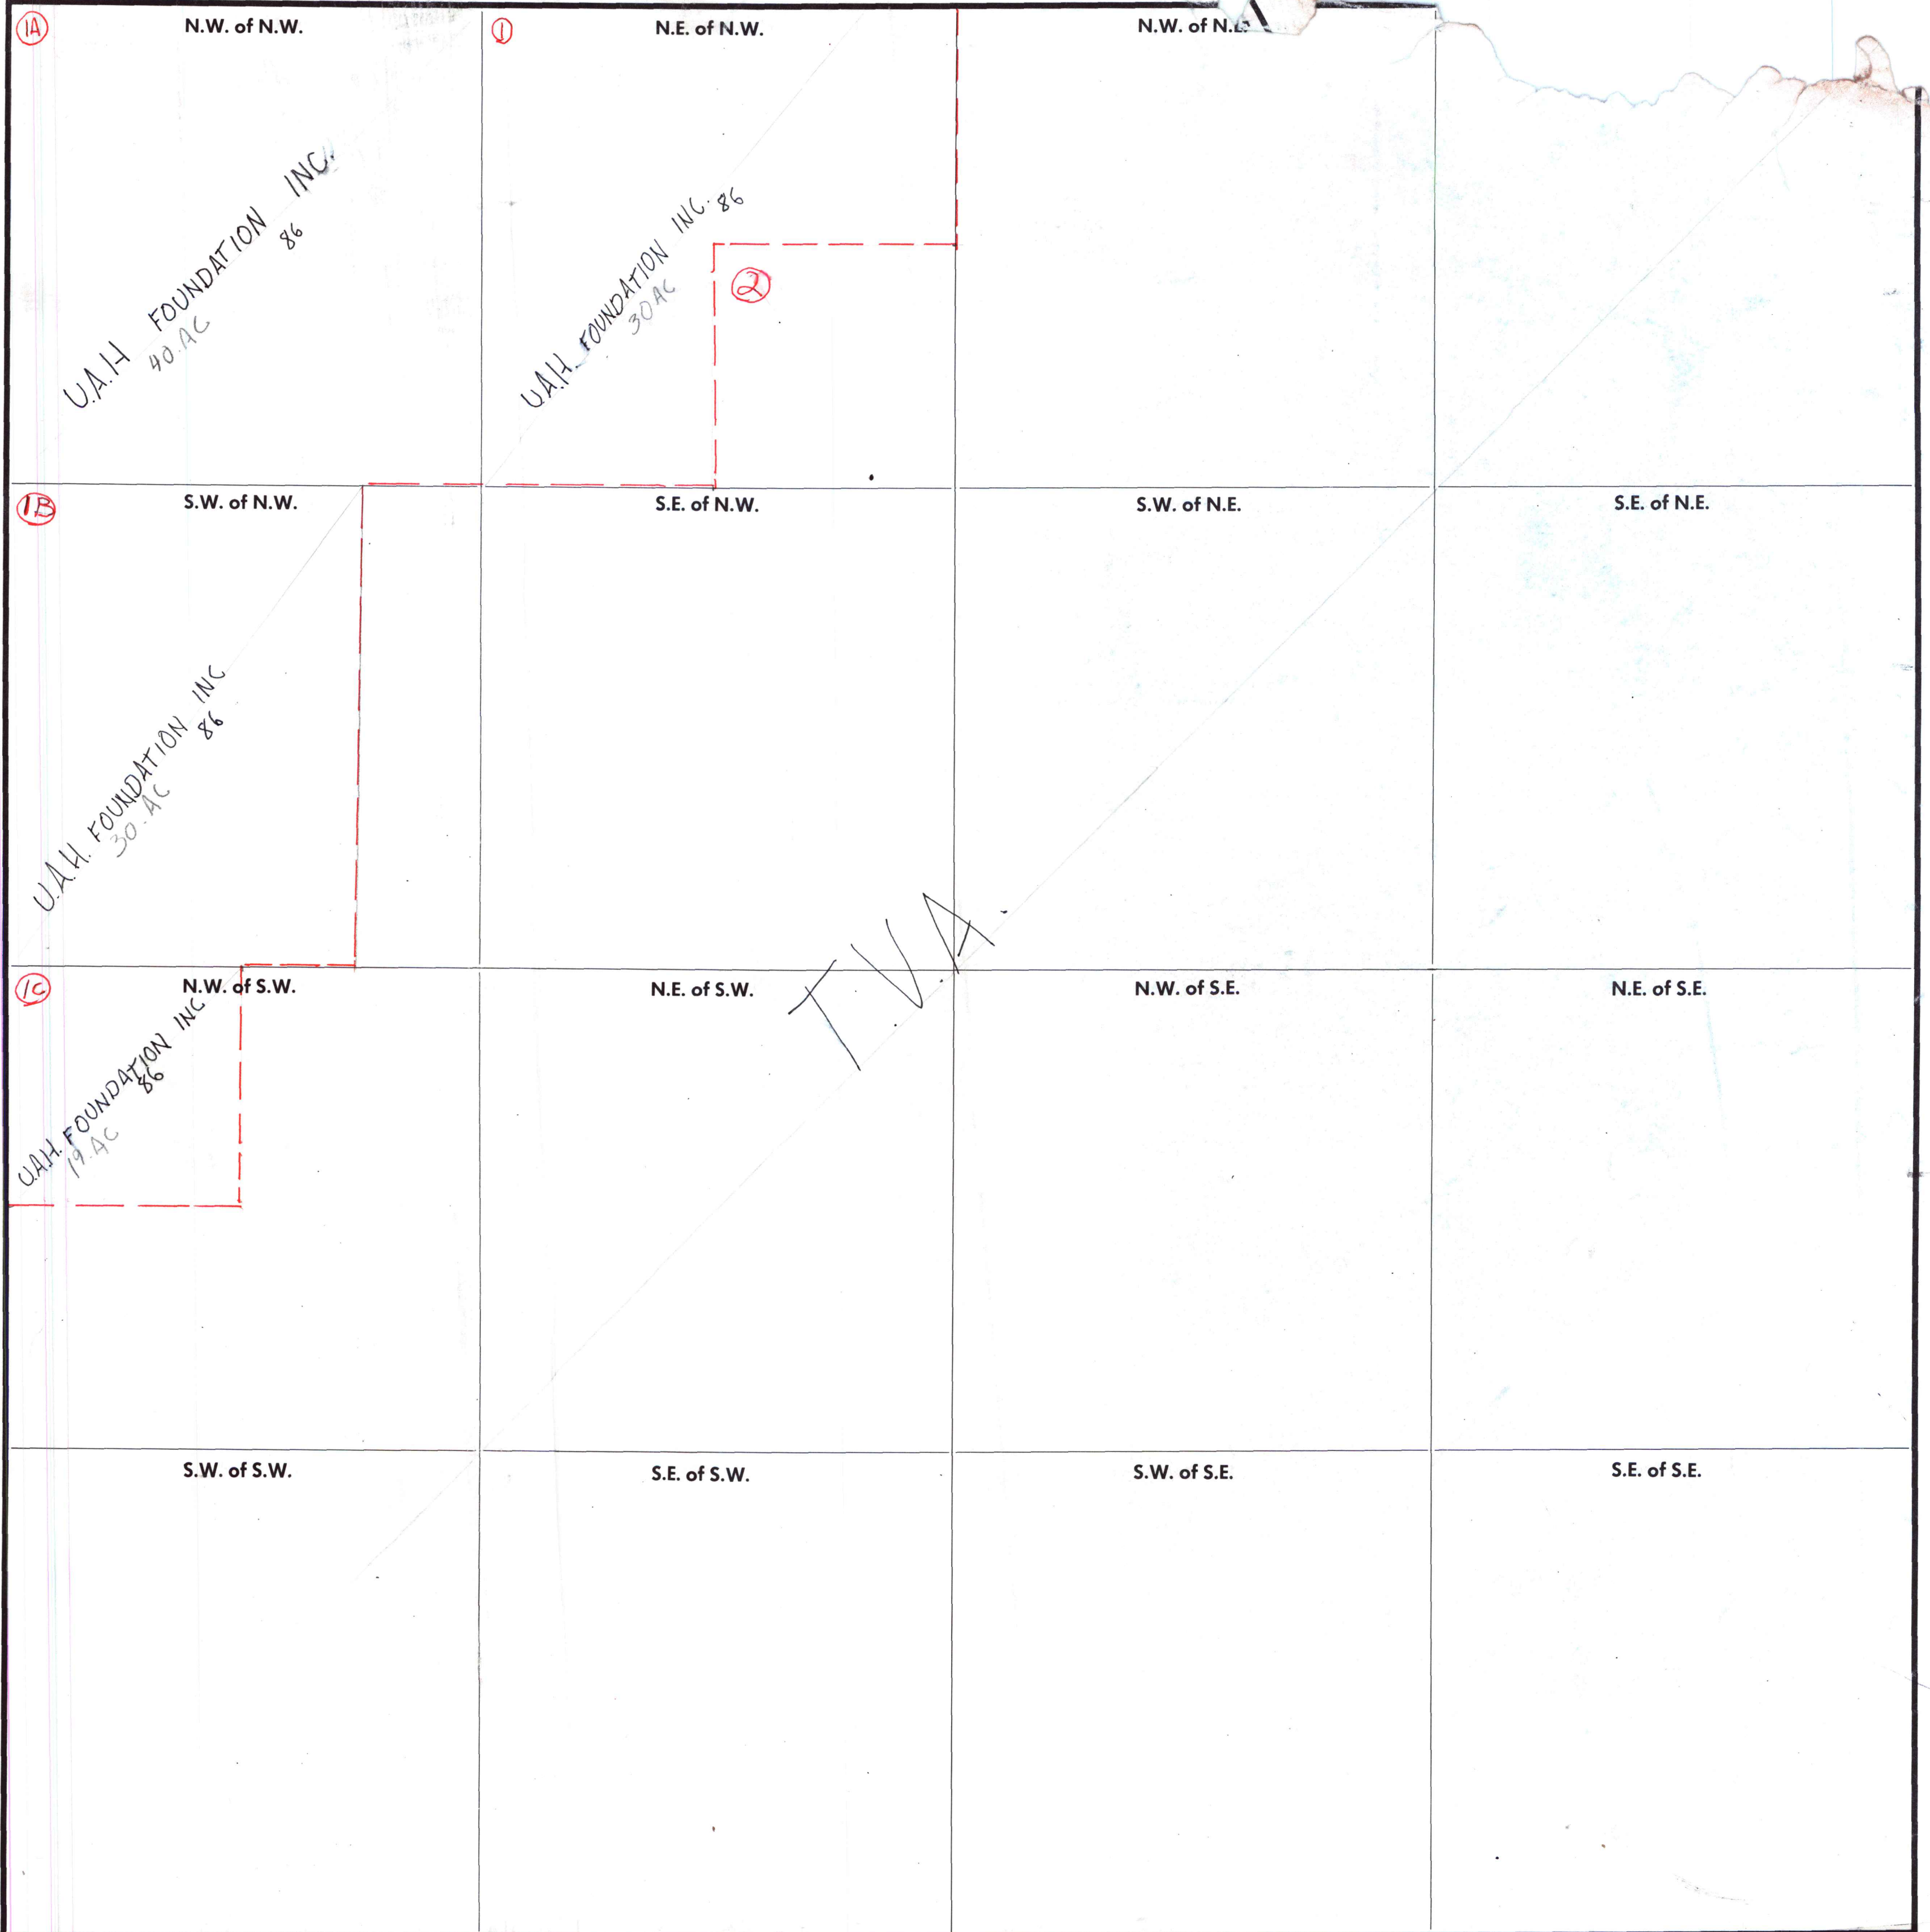 1A
N.W. of N.W.
1
N.E. of N.W.
N.W. of N.E.
U.A.H FOUNDATION INC.
86
40.AC
U.A.H. FOUNDATION INC. 86
30 AC
2
1B
S.W. of N.W.
S.E. of N.W.
S.W. of N.E.
S.E. of N.E.
U.A.H. FOUNDATION INC
86
30.AC
T.V.A.
1C
N.W. of S.W.
N.E. of S.W.
N.W. of S.E.
N.E. of S.E.
U.A.H. FOUNDATION INC
86
19.AC
S.W. of S.W.
S.E. of S.W.
S.W. of S.E.
S.E. of S.E.